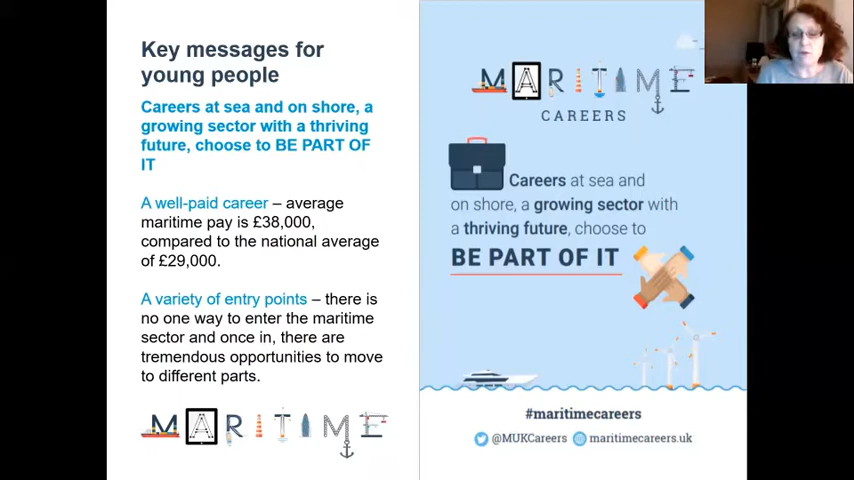 Key messages for
young people
Careers at sea and on shore, a
growing sector with a thriving
future, choose to BE PART OF
IT
A well-paid career – average
maritime pay is £38,000,
compared to the national average
of £29,000.
A variety of entry points – there is
no one way to enter the maritime
sector and once in, there are
tremendous opportunities to move
to different parts.
MARITIME
MARITIME
CAREERS
Careers at sea and
on shore, a growing sector with
a thriving future, choose to
BE PART OF IT
#maritimecareers
@MUKCareers maritimecareers.uk